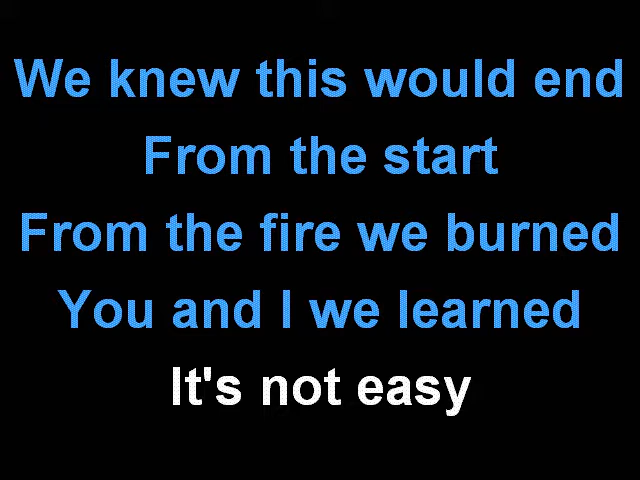 We knew this would end
From the start
From the fire we burned
You and I we learned
It's not easy